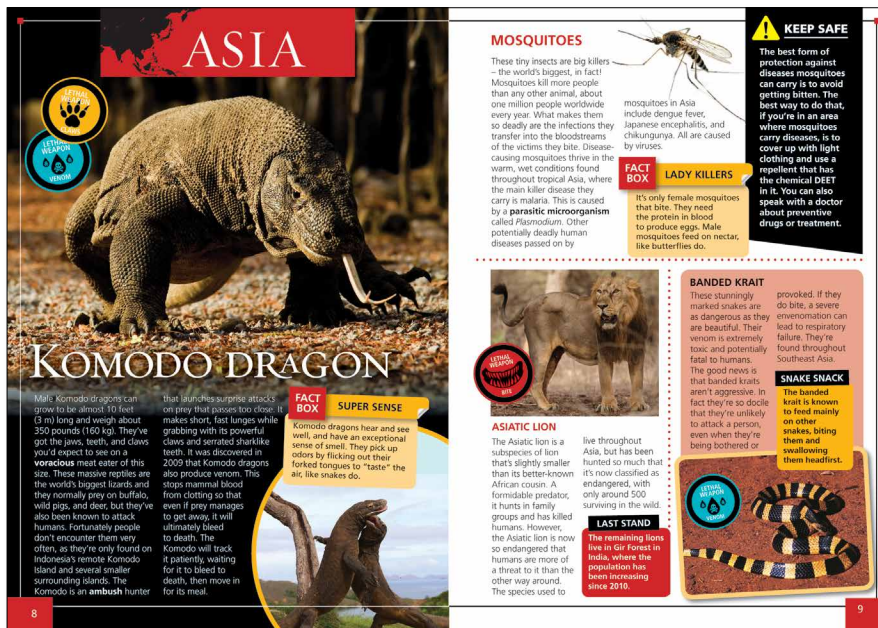 ASIA
LETHAL
WEAPON
CLAWS
LETHAL
WEAPON
VENOM
KOMODO DRAGON
Male Komodo dragons can
grow to be almost 10 feet
(3 m) long and weigh about
350 pounds (160 kg). They've
got the jaws, teeth, and claws
you'd expect to see on a
voracious meat eater of this
size. These massive reptiles are
the world's biggest lizards and
they normally prey on buffalo,
wild pigs, and deer, but they've
also been known to attack
humans. Fortunately people
don't encounter them very
often, as they're only found on
Indonesia's remote Komodo
Island and several smaller
surrounding islands. The
Komodo is an ambush hunter
that launches surprise attacks
on prey that passes too close. It
makes short, fast lunges while
grabbing with its powerful
claws and serrated sharklike
teeth. It was discovered in
2009 that Komodo dragons
also produce venom. This
stops mammal blood
from clotting so that
even if prey manages
to get away, it will
ultimately bleed
to death. The
Komodo will track
it patiently, waiting
for it to bleed to
death, then move in
for its meal.
FACT
BOX
SUPER SENSE
Komodo dragons hear and see
well, and have an exceptional
sense of smell. They pick up
odors by flicking out their
forked tongues to "taste" the
air, like snakes do.
8
MOSQUITOES
These tiny insects are big killers
– the world's biggest, in fact!
Mosquitoes kill more people
than any other animal, about
one million people worldwide
every year. What makes them
so deadly are the infections they
transfer into the bloodstreams
of the victims they bite. Disease-
causing mosquitoes thrive in the
warm, wet conditions found
throughout tropical Asia, where
the main killer disease they
carry is malaria. This is caused
by a parasitic microorganism
called Plasmodium. Other
potentially deadly human
diseases passed on by
mosquitoes in Asia
include dengue fever,
Japanese encephalitis, and
chikungunya. All are caused
by viruses.
FACT
BOX
LADY KILLERS
It's only female mosquitoes
that bite. They need
the protein in blood
to produce eggs. Male
mosquitoes feed on nectar,
like butterflies do.
KEEP SAFE
The best form of
protection against
diseases mosquitoes
can carry is to avoid
getting bitten. The
best way to do that,
if you're in an area
where mosquitoes
carry diseases, is to
cover up with light
clothing and use a
repellent that has
the chemical DEET
in it. You can also
speak with a doctor
about preventive
drugs or treatment.
LETHAL
WEAPON
BITE
ASIATIC LION
The Asiatic lion is a
subspecies of lion
that's slightly smaller
than its better-known
African cousin. A
formidable predator,
it hunts in family
groups and has killed
humans. However,
the Asiatic lion is now
so endangered that
humans are more of
a threat to it than the
other way around.
The species used to
live throughout
Asia, but has been
hunted so much that
it's now classified as
endangered, with
only around 500
surviving in the wild.
LAST STAND
The remaining lions
live in Gir Forest in
India, where the
population has
been increasing
since 2010.
BANDED KRAIT
These stunningly
marked snakes are
as dangerous as they
are beautiful. Their
venom is extremely
toxic and potentially
fatal to humans.
The good news is
that banded kraits
aren't aggressive. In
fact they're so docile
that they're unlikely
to attack a person,
even when they're
being bothered or
provoked. If they
do bite, a severe
envenomation can
lead to respiratory
failure. They're
found throughout
Southeast Asia.
SNAKE SNACK
The banded
krait is known
to feed mainly
on other
snakes, biting
them and
swallowing
them headfirst.
LETHAL
WEAPON
VENOM
9